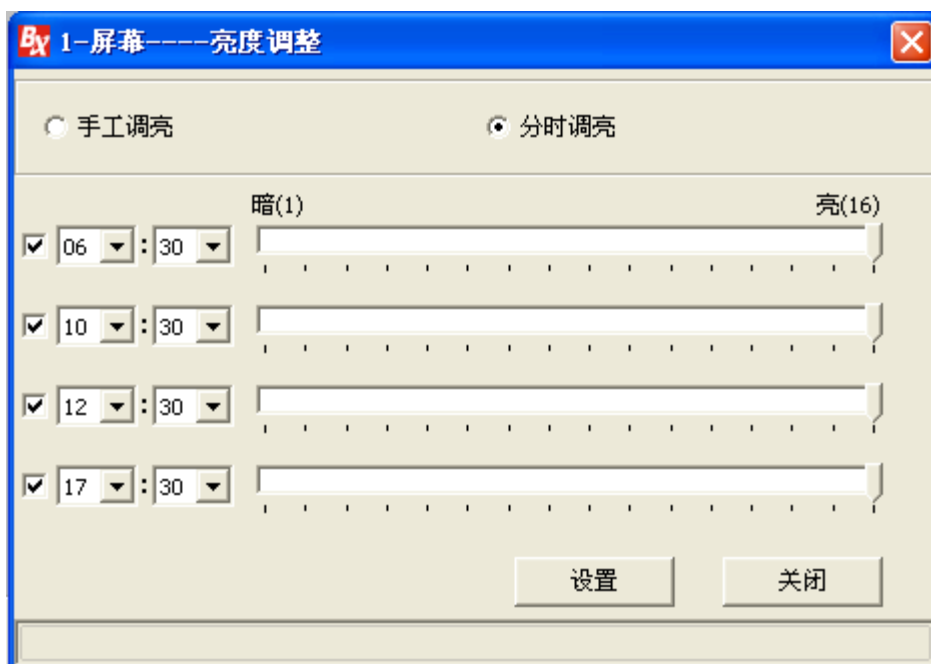 BX 1-屏幕----亮度调整
手工调亮 分时调亮
暗(1) 亮(16)
06 : 30
10 : 30
12 : 30
17 : 30
设置 关闭